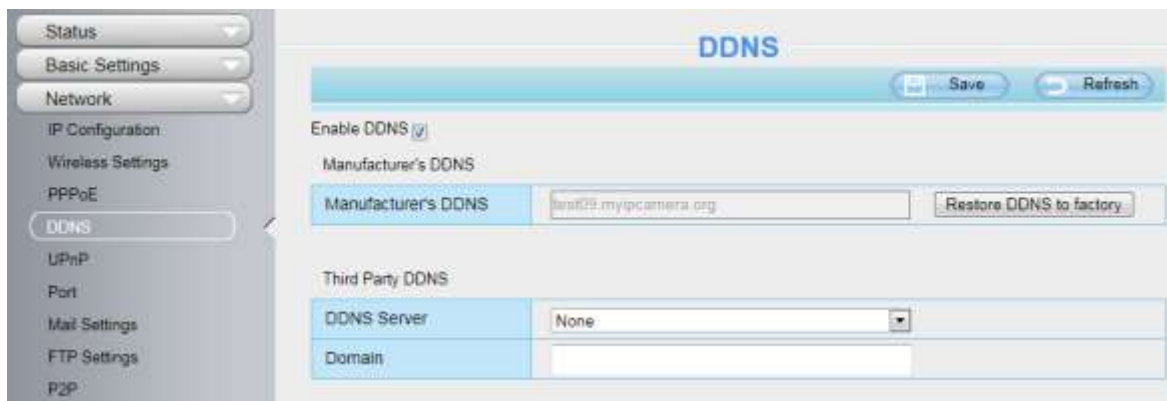 Status
Basic Settings
Network
IP Configuration
Wireless Settings
PPPoE
DDNS
UPnP
Port
Mail Settings
FTP Settings
P2P
DDNS
Save Refresh
Enable DDNS
Manufacturer's DDNS
Manufacturer's DDNS test09.myipcamera.org Restore DDNS to factory
Third Party DDNS
DDNS Server None
Domain